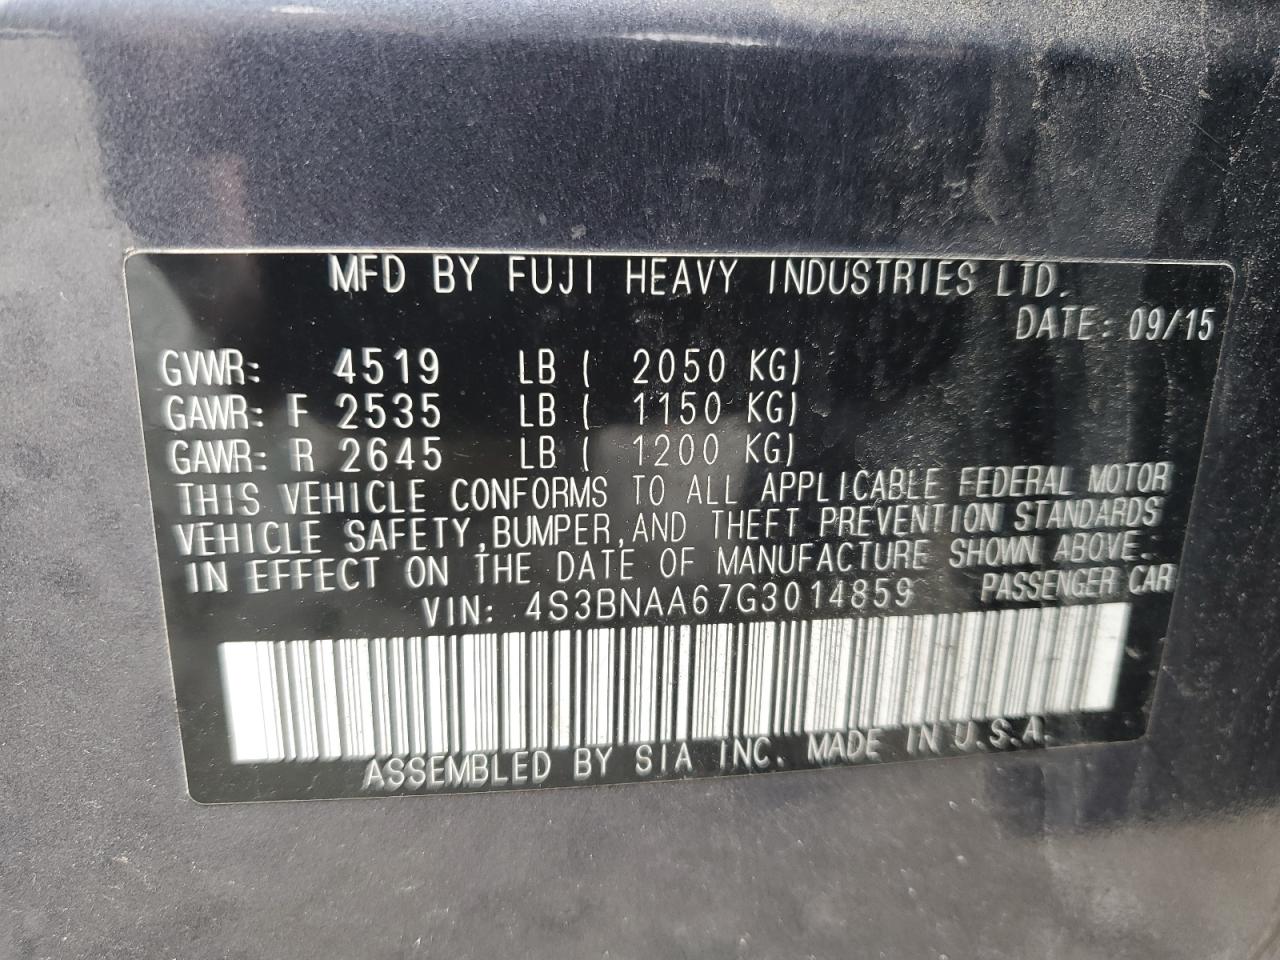 MFD BY FUJI HEAVY INDUSTRIES LTD.
DATE: 09/15
GVWR: 4519 LB ( 2050 KG)
GAWR: F 2535 LB ( 1150 KG)
GAWR: R 2645 LB ( 1200 KG)
THIS VEHICLE CONFORMS TO ALL APPLICABLE FEDERAL MOTOR
VEHICLE SAFETY, BUMPER, AND THEFT PREVENTION STANDARDS
IN EFFECT ON THE DATE OF MANUFACTURE SHOWN ABOVE.
VIN: 4S3BNAA67G3014859 PASSENGER CAR
ASSEMBLED BY SIA INC. MADE IN U.S.A.